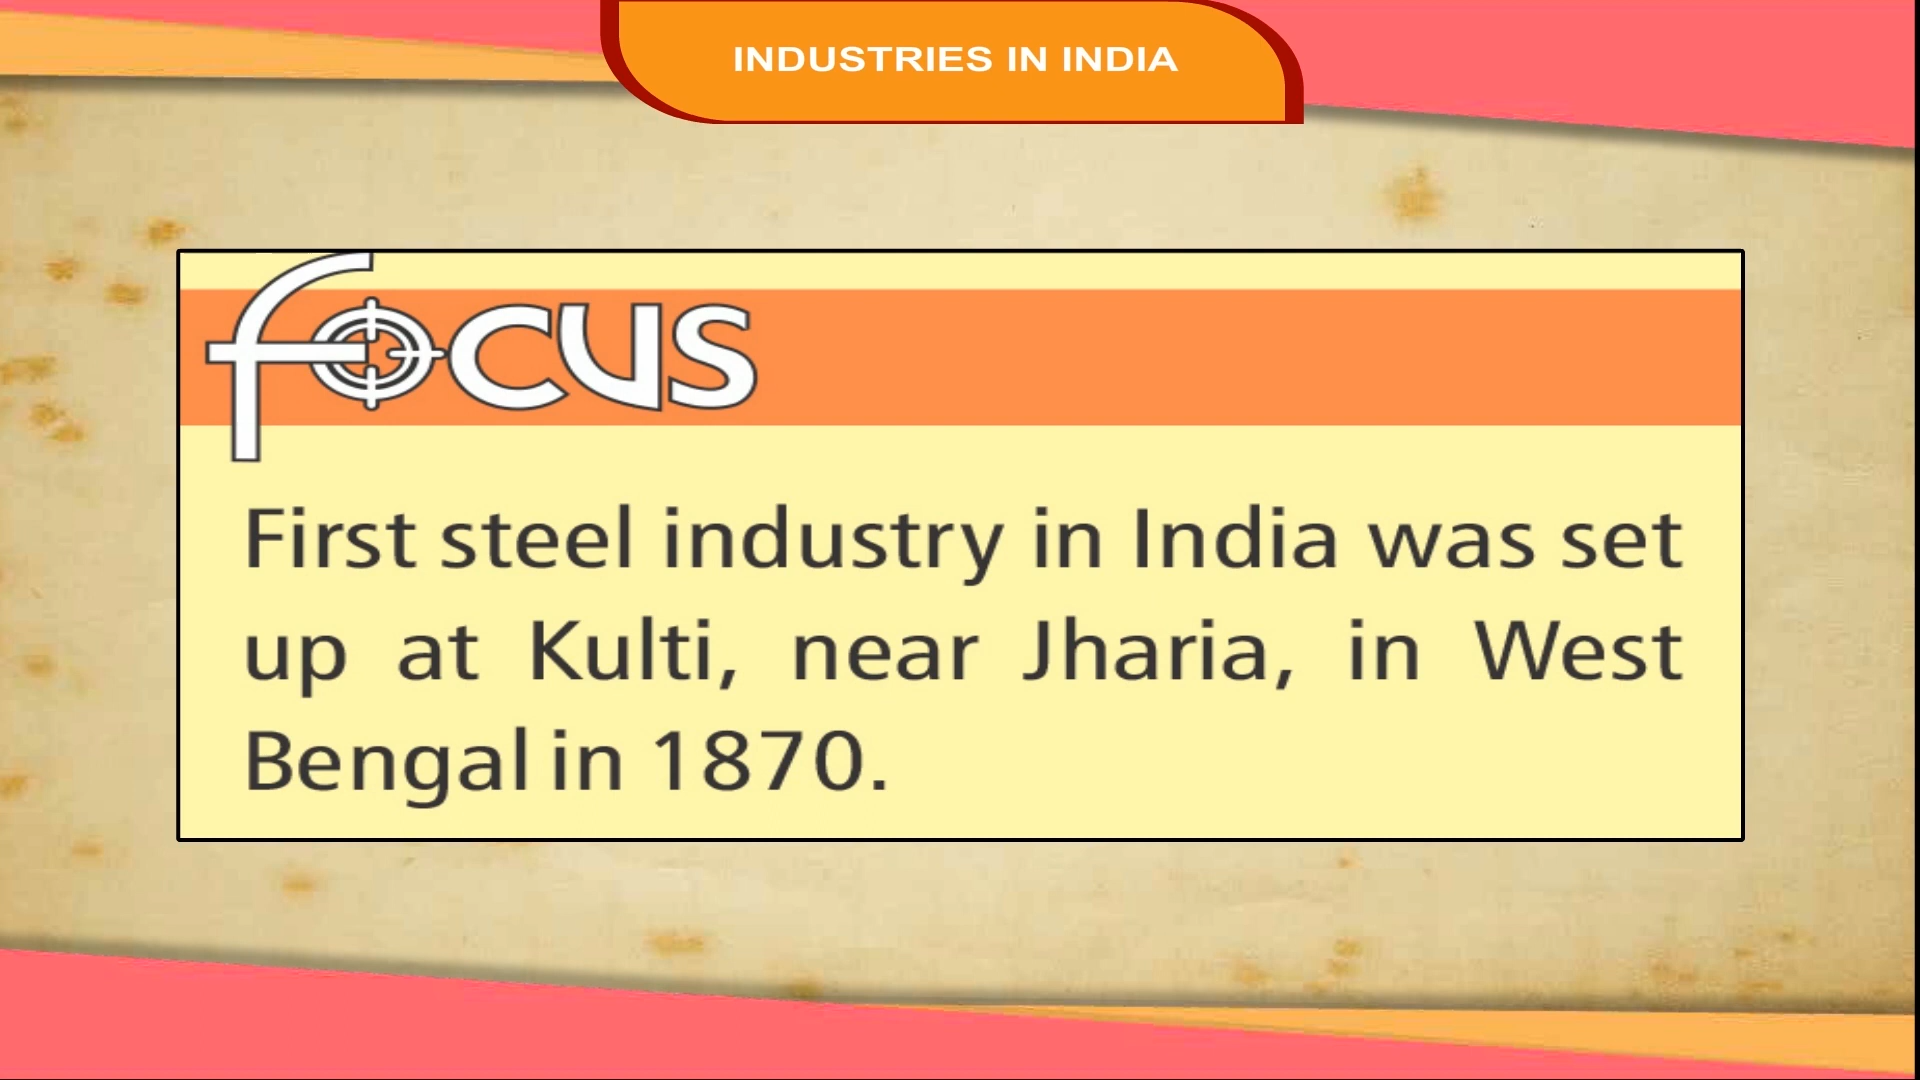 INDUSTRIES IN INDIA
focus
First steel industry in India was set
up at Kulti, near Jharia, in West
Bengal in 1870.